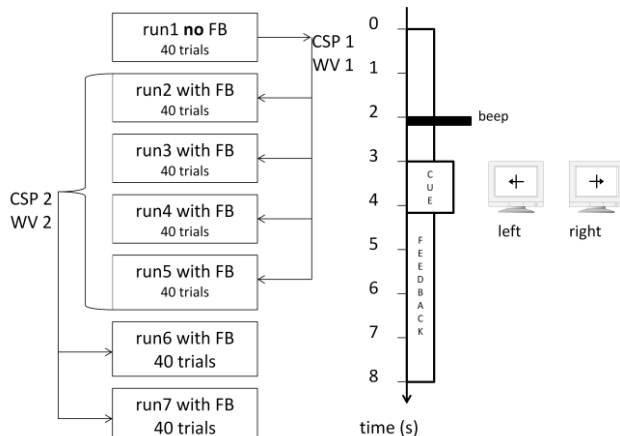 run1 no FB
40 trials
run2 with FB
40 trials
run3 with FB
40 trials
run4 with FB
40 trials
run5 with FB
40 trials
run6 with FB
40 trials
run7 with FB
40 trials
CSP 2
WV 2
CSP 1
WV 1
0
1
2
3
4
5
6
7
8
beep
CUE
FEEDBACK
left
right
time (s)